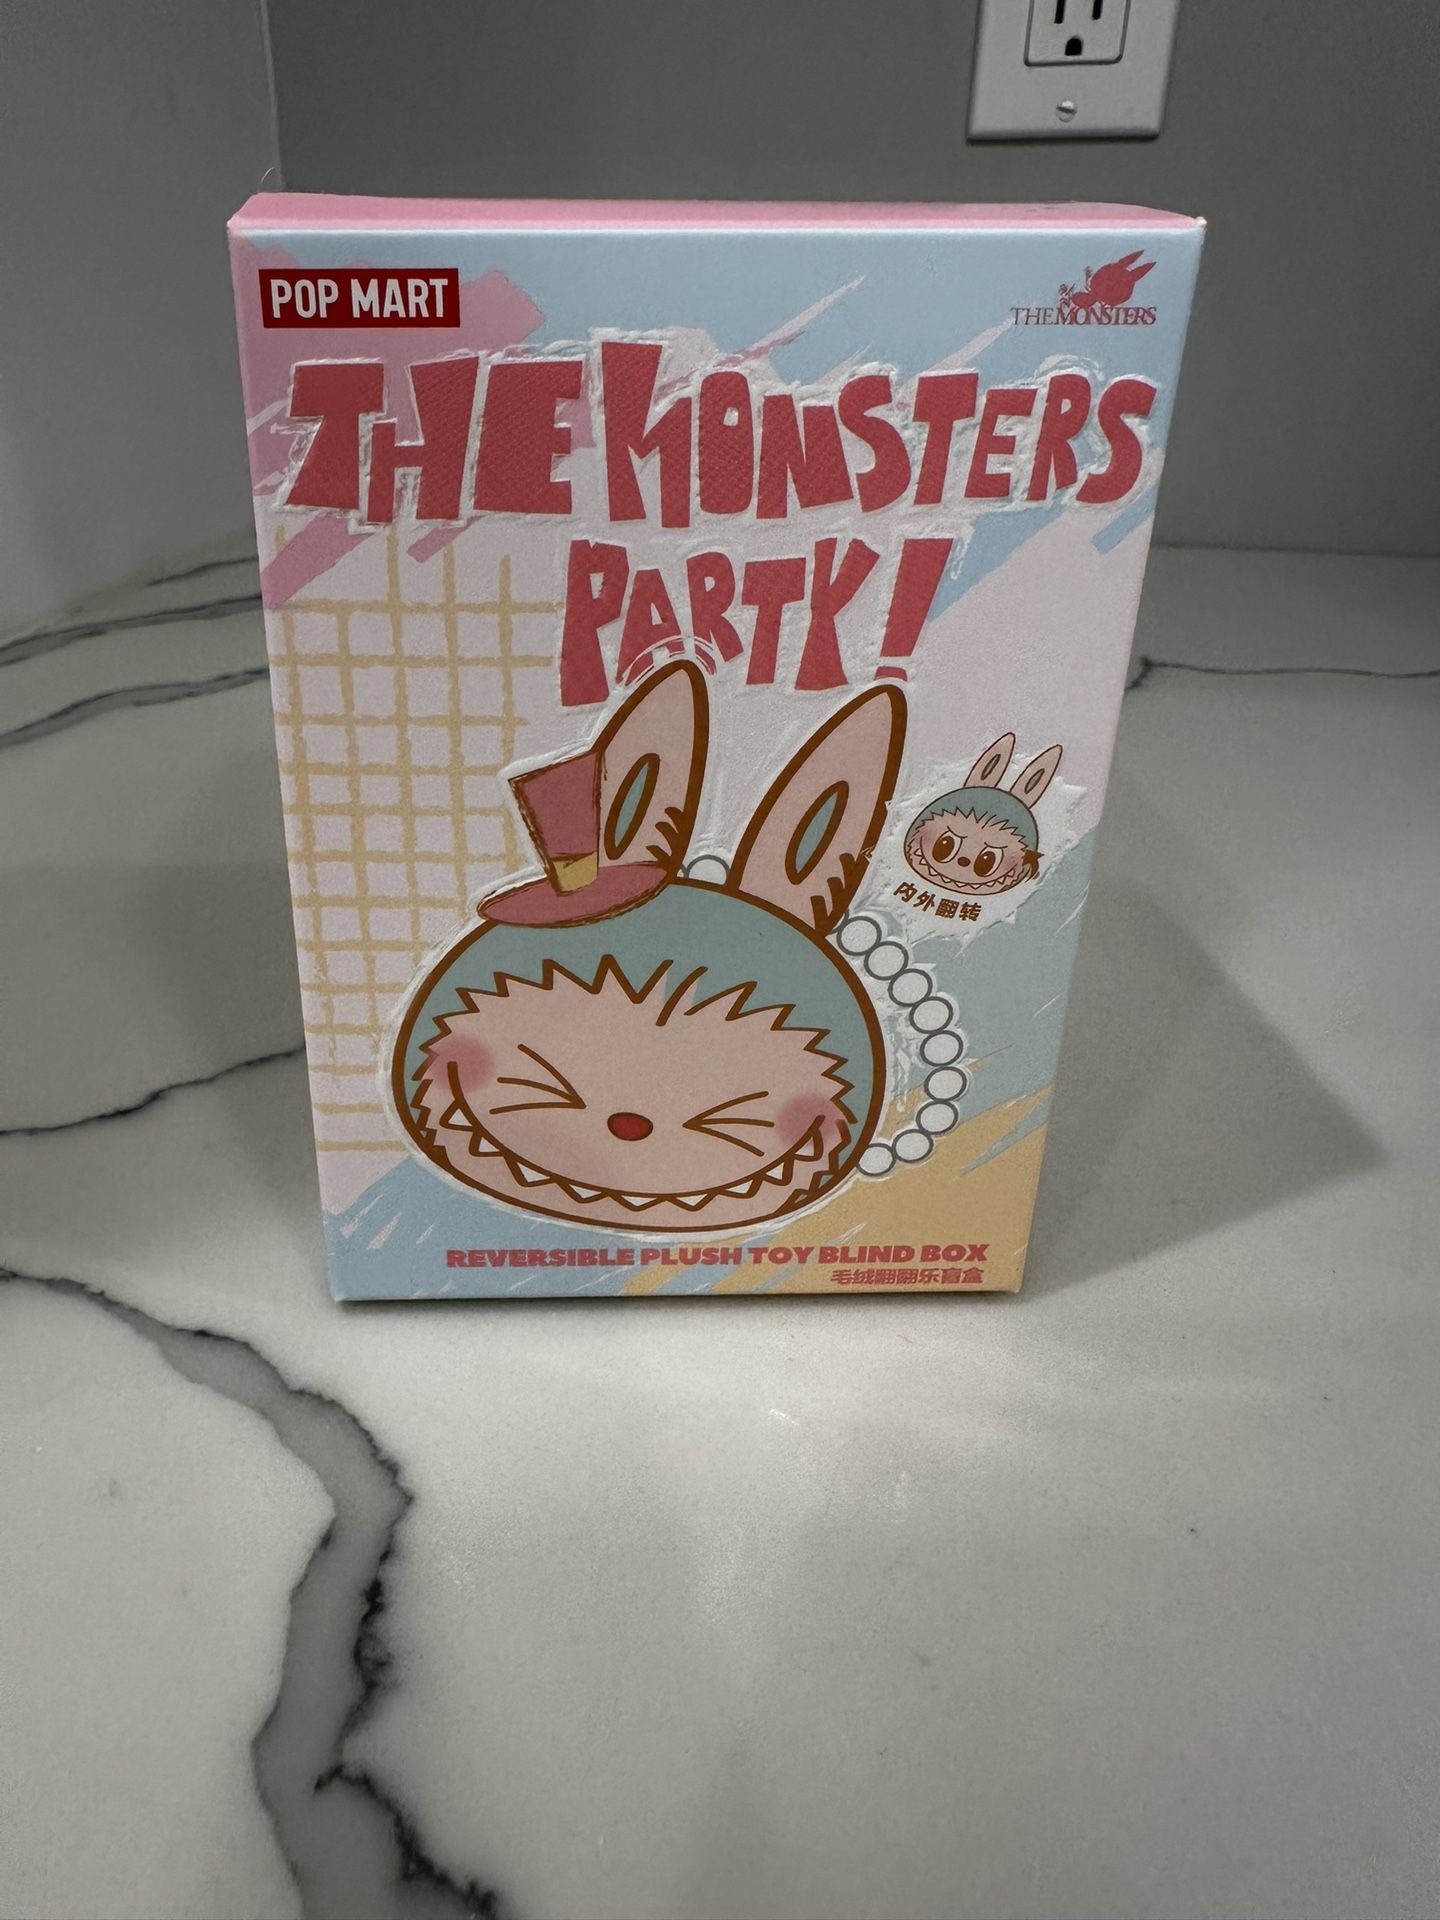 POP MART
THE MONSTERS
THE MONSTERS
PARTY!
内外翻转
REVERSIBLE PLUSH TOY BLIND BOX
毛绒翻翻乐盲盒